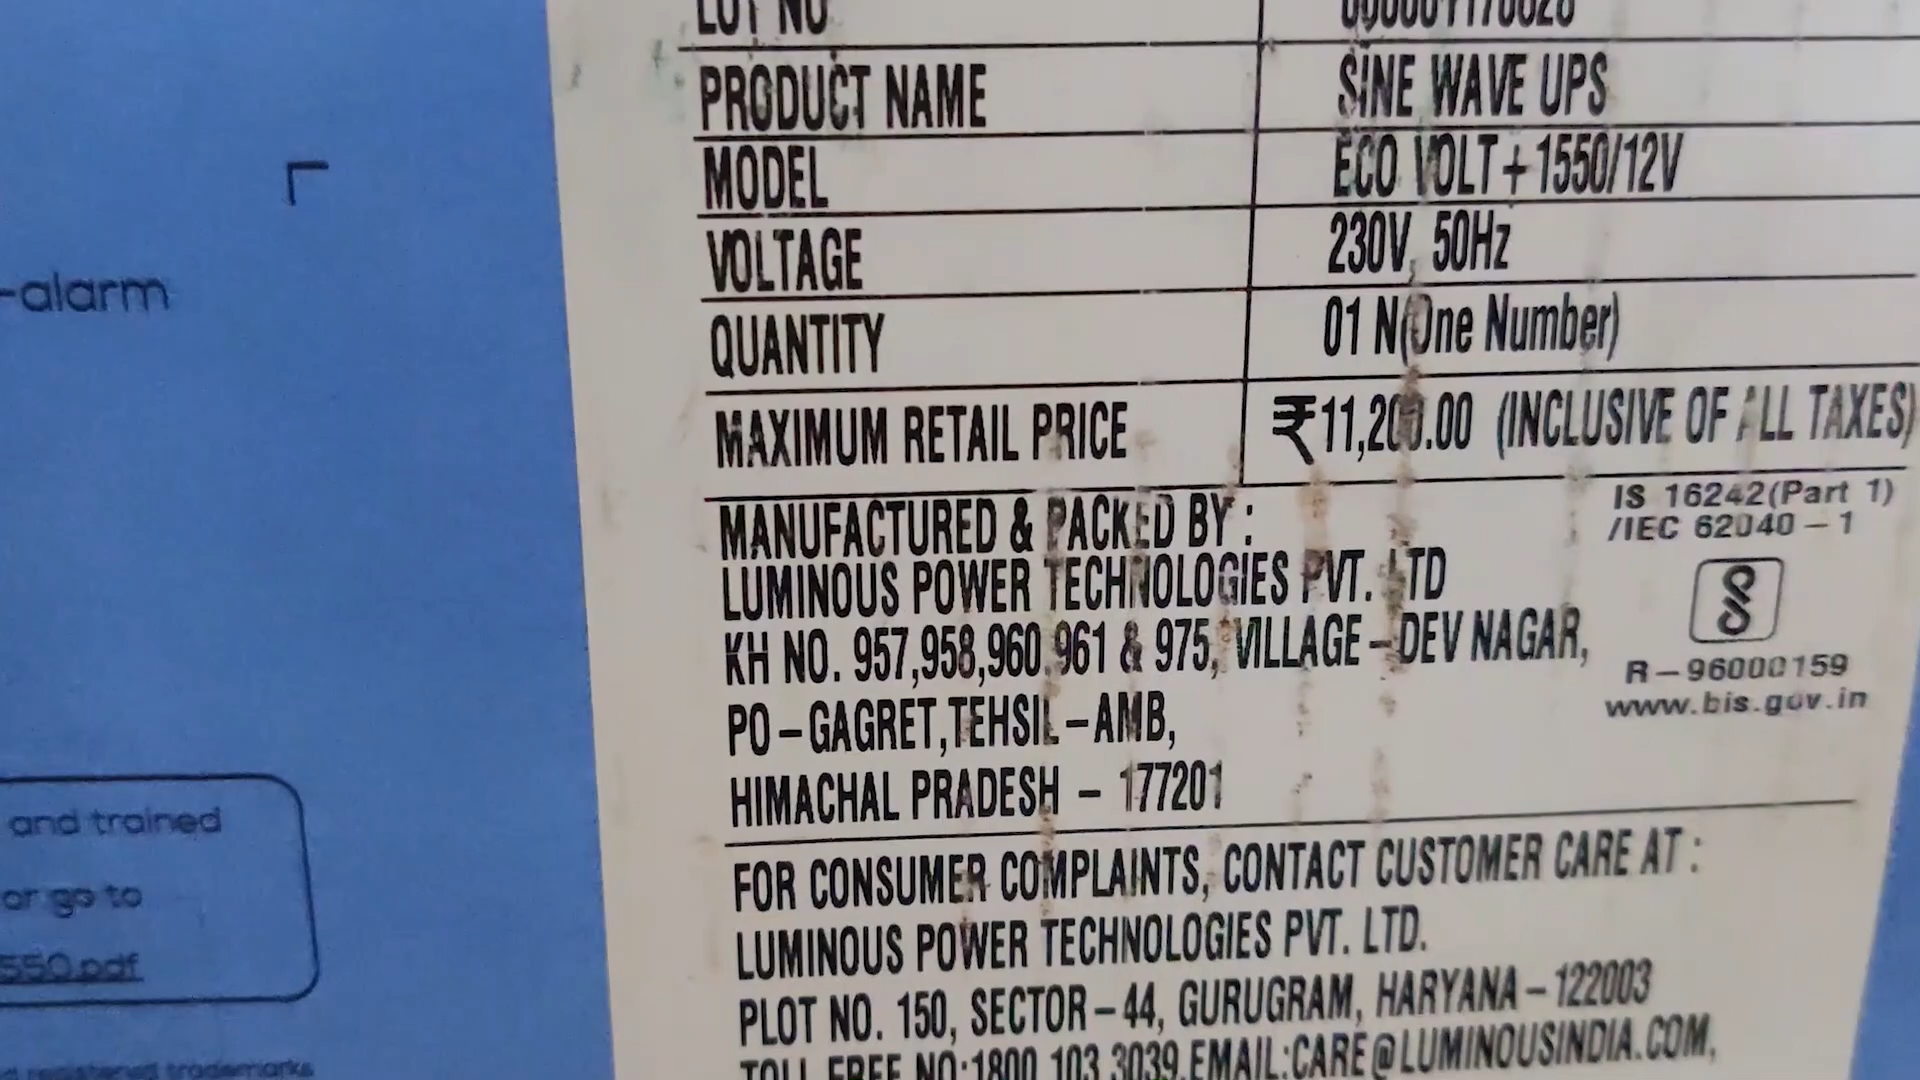 LOT NO
PRODUCT NAME SINE WAVE UPS
MODEL ECO VOLT+1550/12V
VOLTAGE 230V, 50Hz
QUANTITY 01 N(One Number)
MAXIMUM RETAIL PRICE ₹11,200.00 (INCLUSIVE OF ALL TAXES)
MANUFACTURED & PACKED BY :
LUMINOUS POWER TECHNOLOGIES PVT. LTD
KH NO. 957,958,960,961 & 975, VILLAGE-DEV NAGAR,
PO-GAGRET,TEHSIL-AMB,
HIMACHAL PRADESH - 177201
IS 16242(Part 1)
/IEC 62040-1
R-96000159
www.bis.gov.in
FOR CONSUMER COMPLAINTS, CONTACT CUSTOMER CARE AT :
LUMINOUS POWER TECHNOLOGIES PVT. LTD.
PLOT NO. 150, SECTOR-44, GURUGRAM, HARYANA-122003
TOLL FREE NO:1800 103 3039,EMAIL:CARE@LUMINOUSINDIA.COM,
-alarm
and trained
or go to
550.pdf
registered trademarks